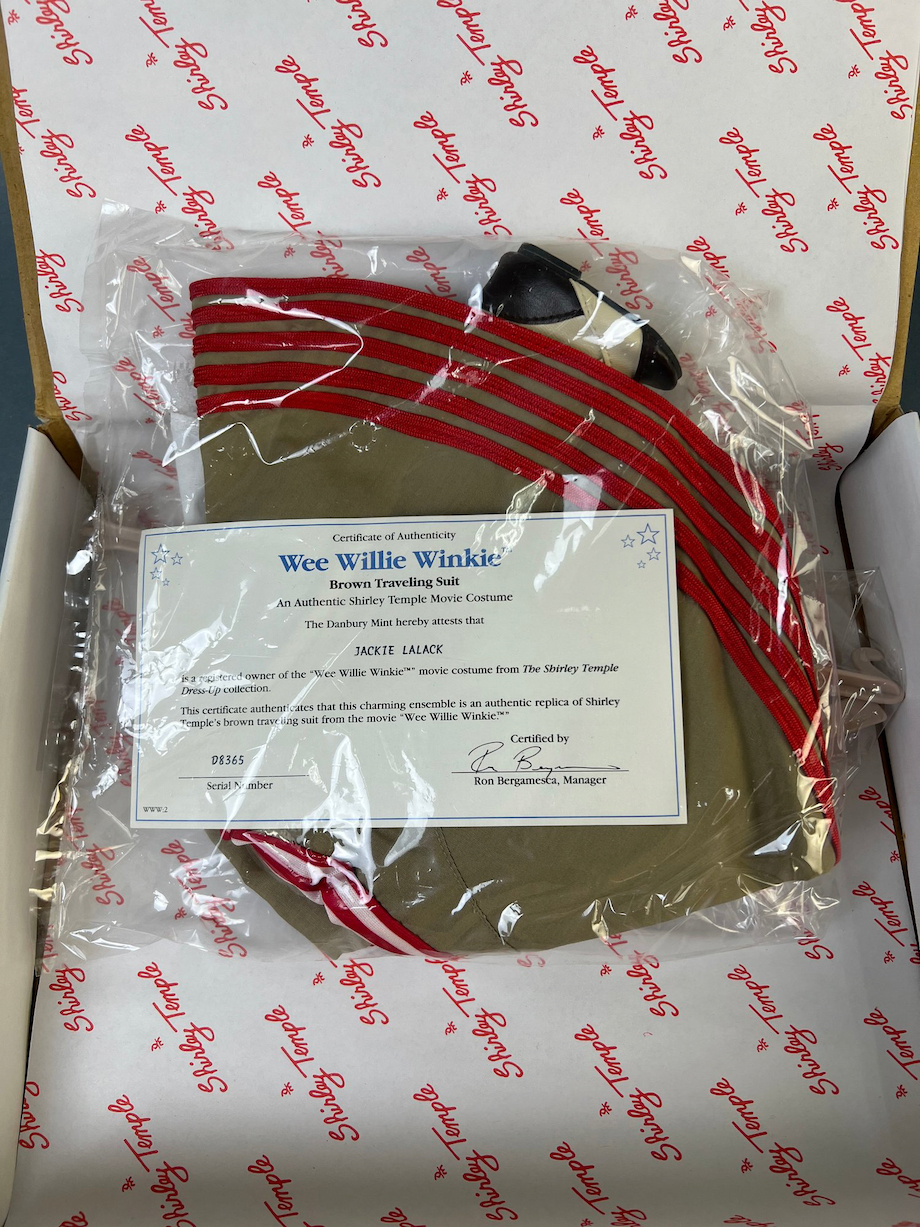 Shirley Temple
Certificate of Authenticity
Wee Willie Winkie™
Brown Traveling Suit
An Authentic Shirley Temple Movie Costume
The Danbury Mint hereby attests that
JACKIE LALACK
is a registered owner of the "Wee Willie Winkie™" movie costume from The Shirley Temple
Dress-Up collection.
This certificate authenticates that this charming ensemble is an authentic replica of Shirley
Temple's brown traveling suit from the movie "Wee Willie Winkie.™"
Certified by
D8365
Serial Number
Ron Bergamesca, Manager
WWW:2